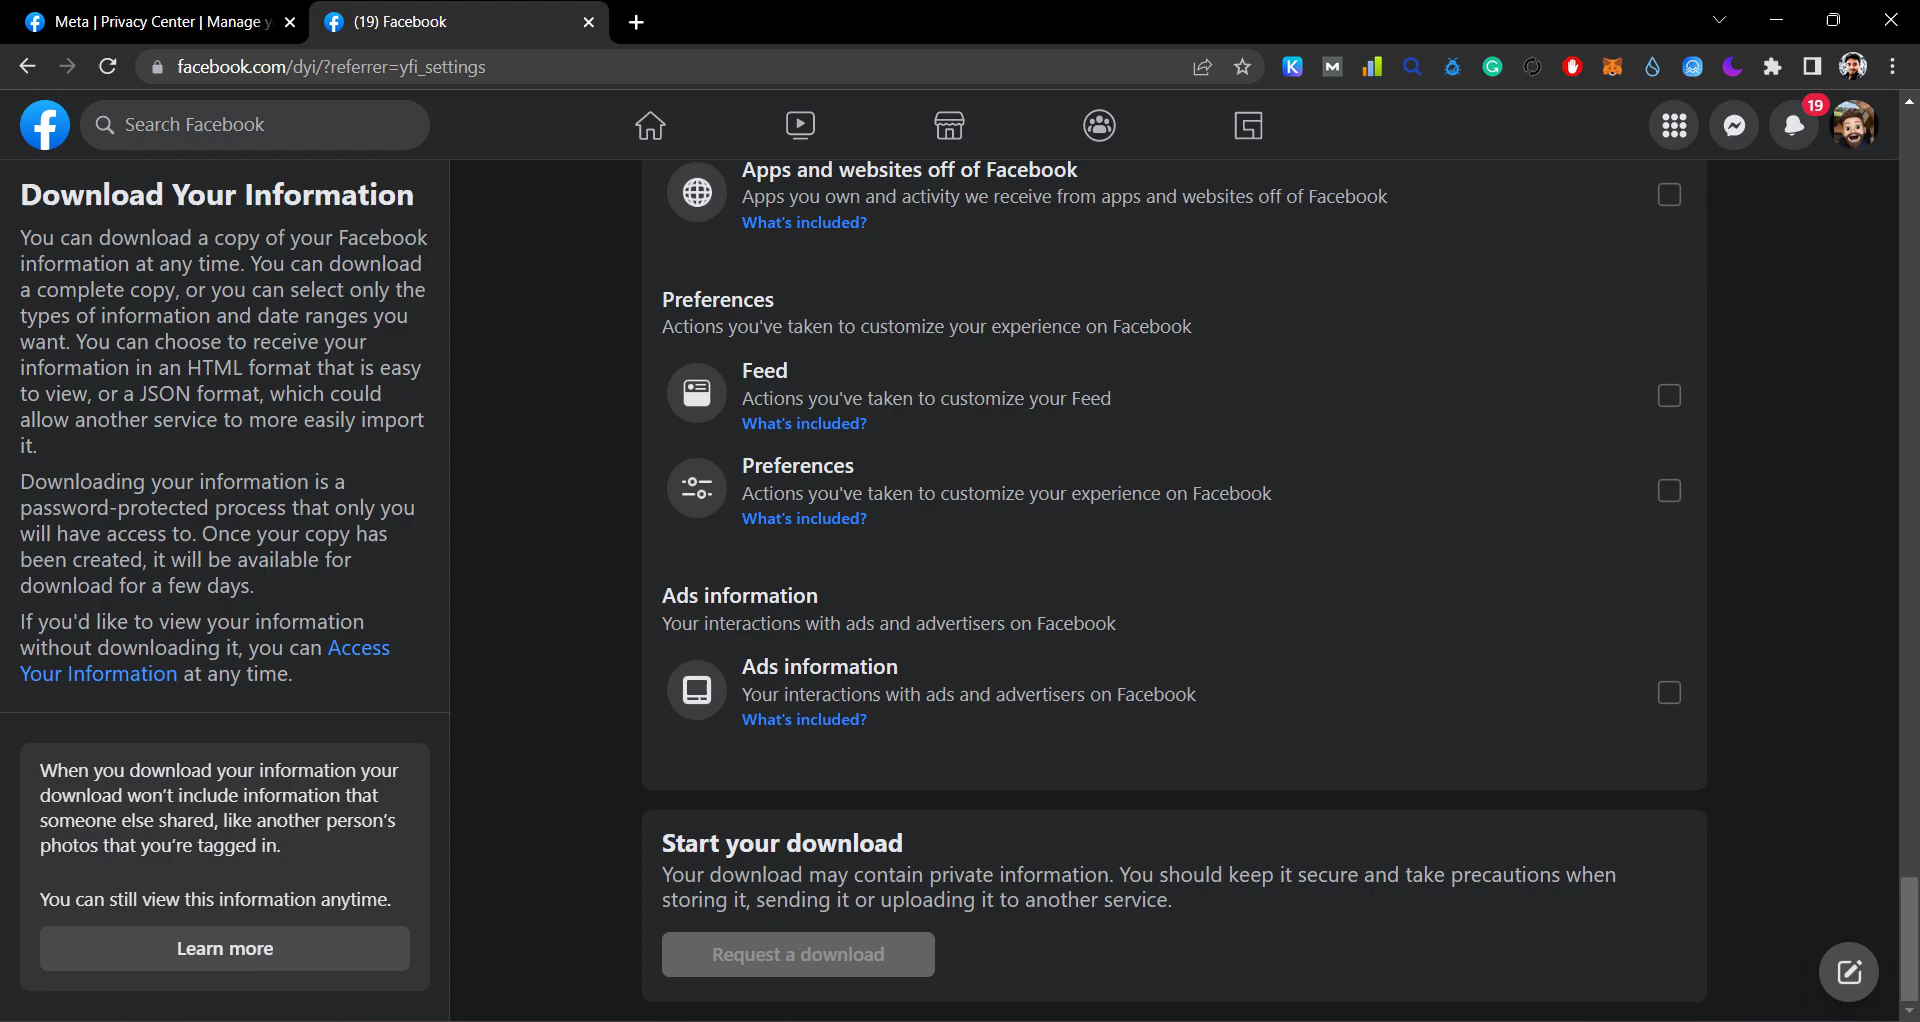 Meta | Privacy Center | Manage y
(19) Facebook
facebook.com/dyi/?referrer=yfi_settings
Search Facebook
19
Download Your Information
You can download a copy of your Facebook
information at any time. You can download
a complete copy, or you can select only the
types of information and date ranges you
want. You can choose to receive your
information in an HTML format that is easy
to view, or a JSON format, which could
allow another service to more easily import
it.
Downloading your information is a
password-protected process that only you
will have access to. Once your copy has
been created, it will be available for
download for a few days.
If you'd like to view your information
without downloading it, you can Access
Your Information at any time.
When you download your information your
download won't include information that
someone else shared, like another person's
photos that you're tagged in.
You can still view this information anytime.
Learn more
Apps and websites off of Facebook
Apps you own and activity we receive from apps and websites off of Facebook
What's included?
Preferences
Actions you've taken to customize your experience on Facebook
Feed
Actions you've taken to customize your Feed
What's included?
Preferences
Actions you've taken to customize your experience on Facebook
What's included?
Ads information
Your interactions with ads and advertisers on Facebook
Ads information
Your interactions with ads and advertisers on Facebook
What's included?
Start your download
Your download may contain private information. You should keep it secure and take precautions when
storing it, sending it or uploading it to another service.
Request a download